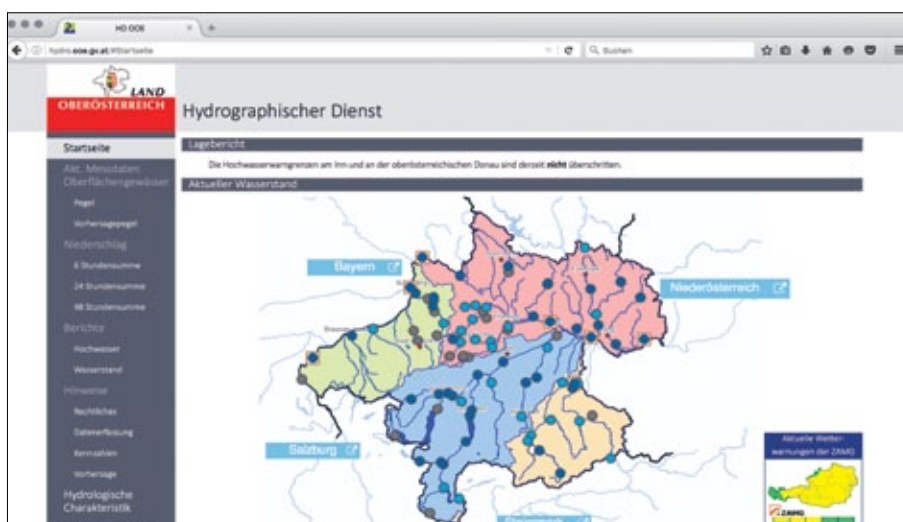 HD OOE
hydro.ooe.gv.at/#Startseite
Suchen
LAND
OBERÖSTERREICH
Hydrographischer Dienst
Startseite
Akt. Messdaten
Oberflächengewässer
Pegel
Vorhersagepegel
Niederschlag
6 Stundensumme
24 Stundensumme
48 Stundensumme
Berichte
Hochwasser
Wasserstand
Hinweise
Rechtliches
Datenerfassung
Kennzahlen
Vorhersage
Hydrologische
Charakteristik
Lagebericht
Die Hochwasserwarngrenzen am Inn und an der oberösterreichischen Donau sind derzeit nicht überschritten.
Aktueller Wasserstand
Bayern
Niederösterreich
Salzburg
Aktuelle Wetter-
warnungen der ZAMG
ZAMG